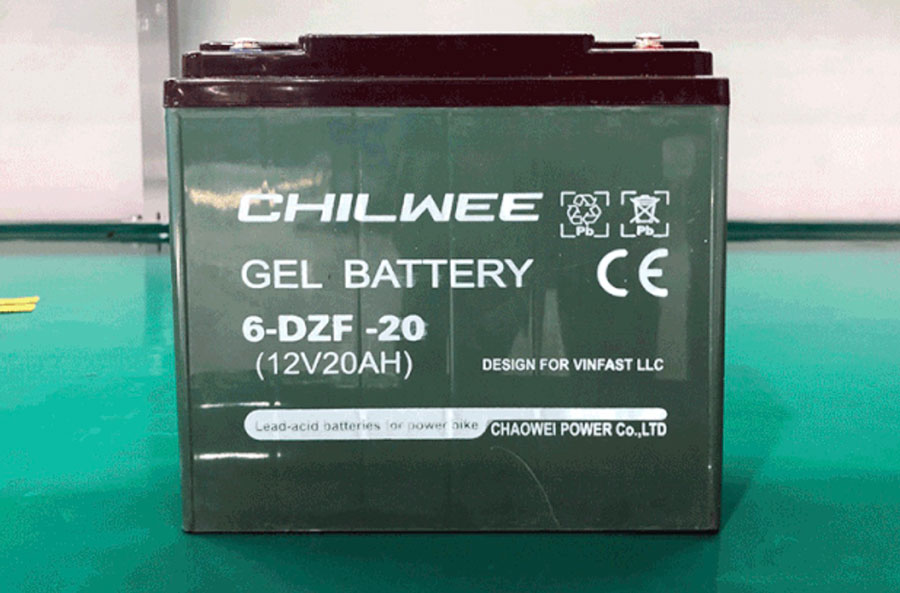 CHILWEE
Pb Pb
CE
GEL BATTERY
6-DZF -20
(12V20AH)
DESIGN FOR VINFAST LLC
Lead-acid batteries for power bike
CHAOWEI POWER Co.,LTD